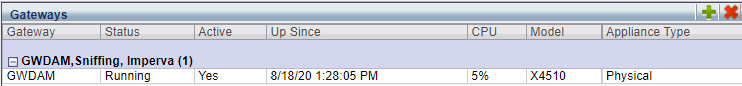 Gateways
Gateway Status Active Up Since CPU Model Appliance Type
GWDAM,Sniffing, Imperva (1)
GWDAM Running Yes 8/18/20 1:28:05 PM 5% X4510 Physical